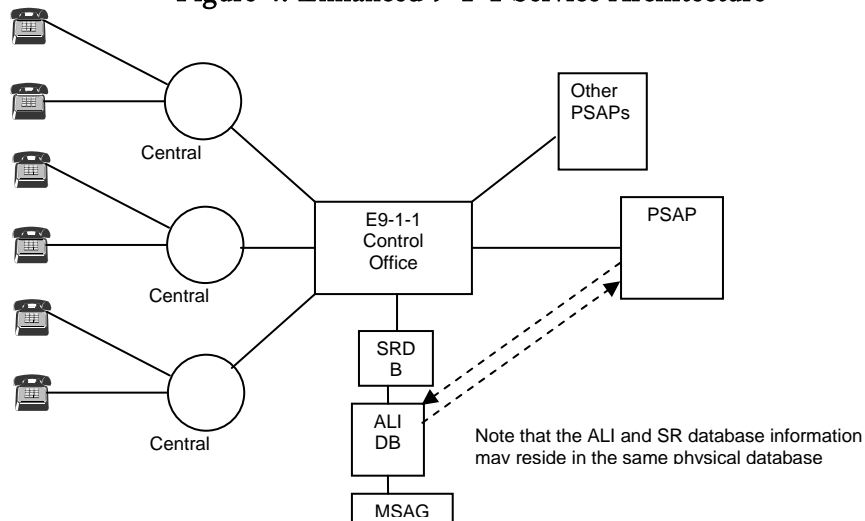 Figure 4. Enhanced 9-1-1 Service Architecture
Other
PSAPs
Central
E9-1-1
Control
Office
PSAP
Central
SRD
B
ALI
DB
Central
Note that the ALI and SR database information
may reside in the same physical database
MSAG